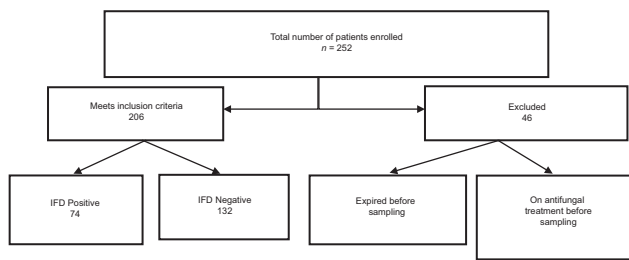 Total number of patients enrolled
n = 252
Meets inclusion criteria
206
Excluded
46
IFD Positive
74
IFD Negative
132
Expired before
sampling
On antifungal
treatment before
sampling